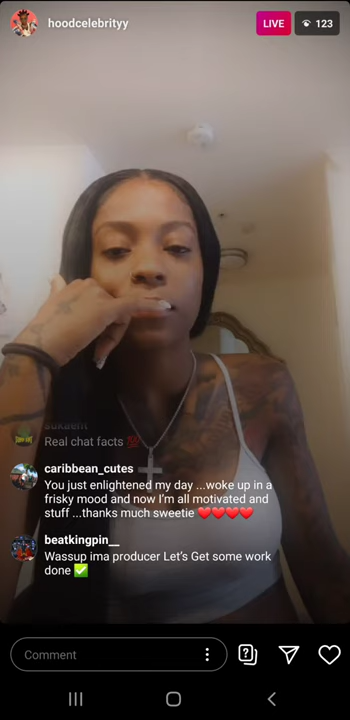 hoodcelebrityy
LIVE
123
sukaent
Real chat facts 💯
caribbean_cutes
You just enlightened my day ...woke up in a
frisky mood and now I'm all motivated and
stuff ...thanks much sweetie ❤️❤️❤️❤️
beatkingpin__
Wassup ima producer Let's Get some work
done ✅
Comment